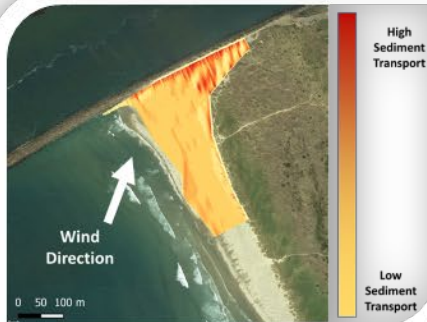 High
Sediment
Transport
Wind
Direction
Low
Sediment
Transport
0 50 100 m